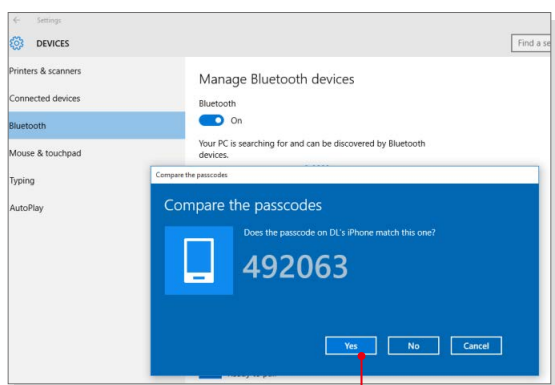 ← Settings
DEVICES
Find a se
Printers & scanners
Connected devices
Bluetooth
Mouse & touchpad
Typing
AutoPlay
Manage Bluetooth devices
Bluetooth
On
Your PC is searching for and can be discovered by Bluetooth
devices.
Compare the passcodes
Compare the passcodes
Does the passcode on DL's iPhone match this one?
492063
Yes No Cancel